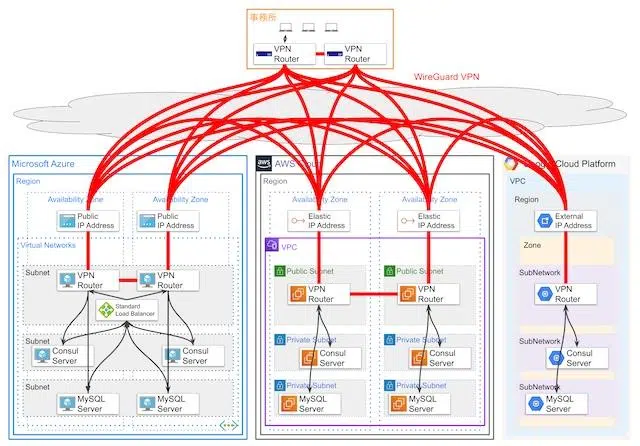 事務所
VPN
Router
VPN
Router
WireGuard VPN
Microsoft Azure
Region
Availability Zone
Availability Zone
Public
IP Address
Public
IP Address
Virtual Networks
Subnet
VPN
Router
VPN
Router
Standard
Load Balancer
Subnet
Consul
Server
Consul
Server
Subnet
MySQL
Server
MySQL
Server
aws
AWS
Region
Availability Zone
Availability Zone
Elastic
IP Address
Elastic
IP Address
VPC
Public Subnet
Public Subnet
VPN
Router
VPN
Router
Private Subnet
Private Subnet
Consul
Server
Consul
Server
Private Subnet
Private Subnet
MySQL
Server
MySQL
Server
Cloud Platform
VPC
Region
External
IP Address
Zone
SubNetwork
VPN
Router
SubNetwork
Consul
Server
SubNetwork
MySQL
Server